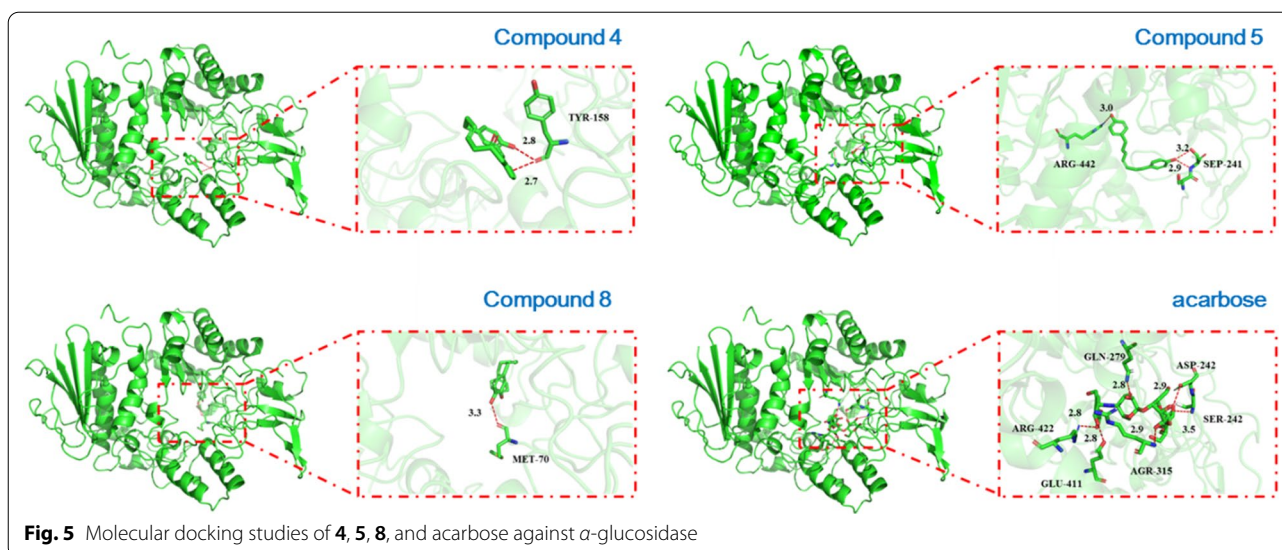 Compound 4
TYR-158
2.8
2.7
Compound 5
3.0
ARG-442
3.2
2.9
SEP-241
Compound 8
3.3
MET-70
acarbose
GLN-279
ASP-242
2.8
2.9
2.8
SER-242
ARG-422
2.9
3.5
2.8
AGR-315
GLU-411
Fig. 5 Molecular docking studies of 4, 5, 8, and acarbose against α-glucosidase